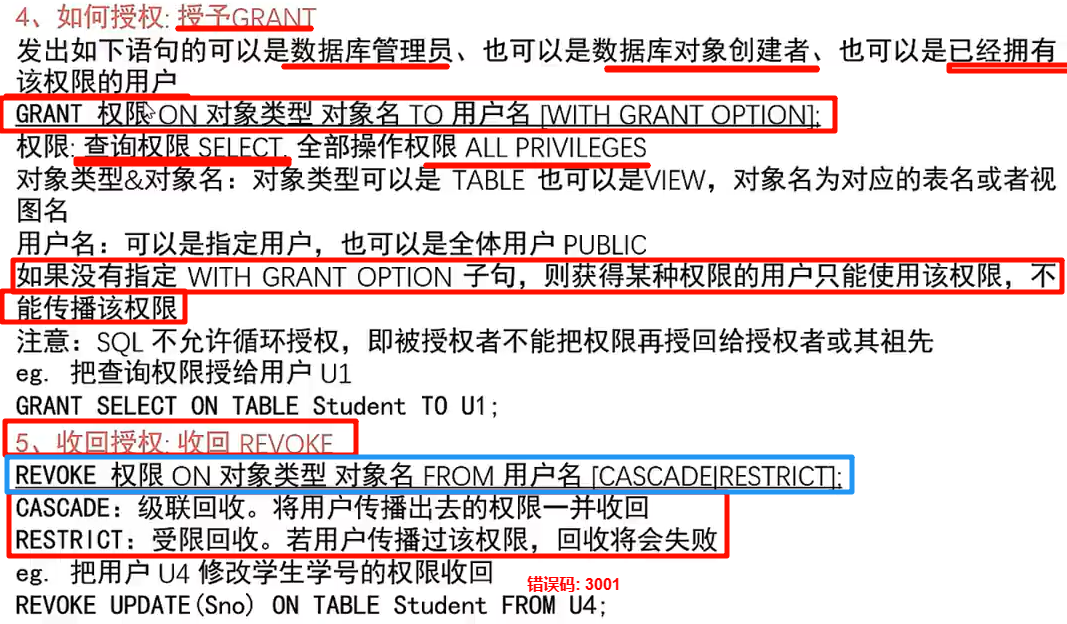 4、如何授权: 授予GRANT
发出如下语句的可以是数据库管理员、也可以是数据库对象创建者、也可以是已经拥有
该权限的用户
GRANT 权限 ON 对象类型 对象名 TO 用户名 [WITH GRANT OPTION];
权限: 查询权限 SELECT, 全部操作权限 ALL PRIVILEGES
对象类型&对象名: 对象类型可以是 TABLE 也可以是VIEW, 对象名为对应的表名或者视
图名
用户名: 可以是指定用户, 也可以是全体用户 PUBLIC
如果没有指定 WITH GRANT OPTION 子句, 则获得某种权限的用户只能使用该权限, 不
能传播该权限
注意: SQL 不允许循环授权, 即被授权者不能把权限再授回给授权者或其祖先
eg. 把查询权限授给用户 U1
GRANT SELECT ON TABLE Student TO U1;
5、收回授权: 收回 REVOKE
REVOKE 权限 ON 对象类型 对象名 FROM 用户名 [CASCADE|RESTRICT];
CASCADE: 级联回收。将用户传播出去的权限一并收回
RESTRICT: 受限回收。若用户传播过该权限, 回收将会失败
eg. 把用户 U4 修改学生学号的权限收回
错误码: 3001
REVOKE UPDATE(Sno) ON TABLE Student FROM U4;